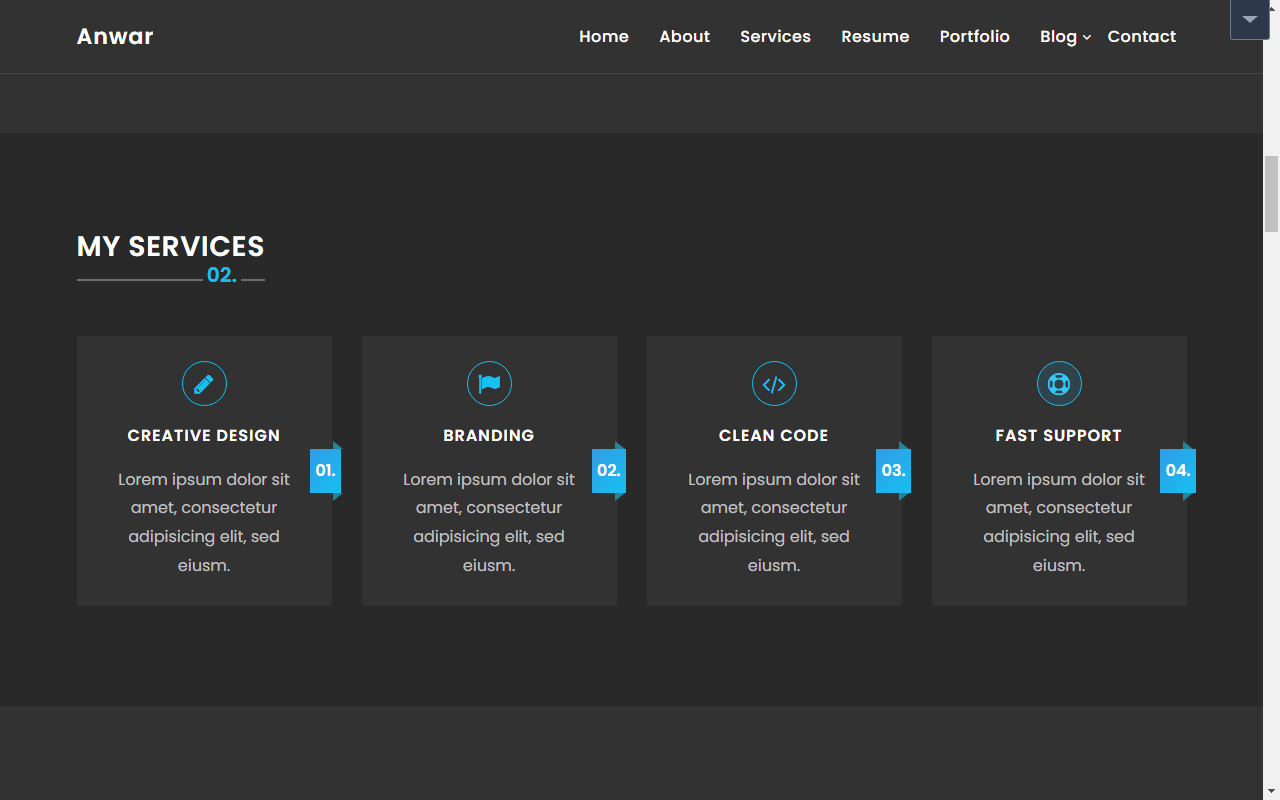 Anwar
Home About Services Resume Portfolio Blog Contact
MY SERVICES
02.
CREATIVE DESIGN
Lorem ipsum dolor sit
amet, consectetur
adipisicing elit, sed
eiusm.
01.
BRANDING
Lorem ipsum dolor sit
amet, consectetur
adipisicing elit, sed
eiusm.
02.
CLEAN CODE
Lorem ipsum dolor sit
amet, consectetur
adipisicing elit, sed
eiusm.
03.
FAST SUPPORT
Lorem ipsum dolor sit
amet, consectetur
adipisicing elit, sed
eiusm.
04.